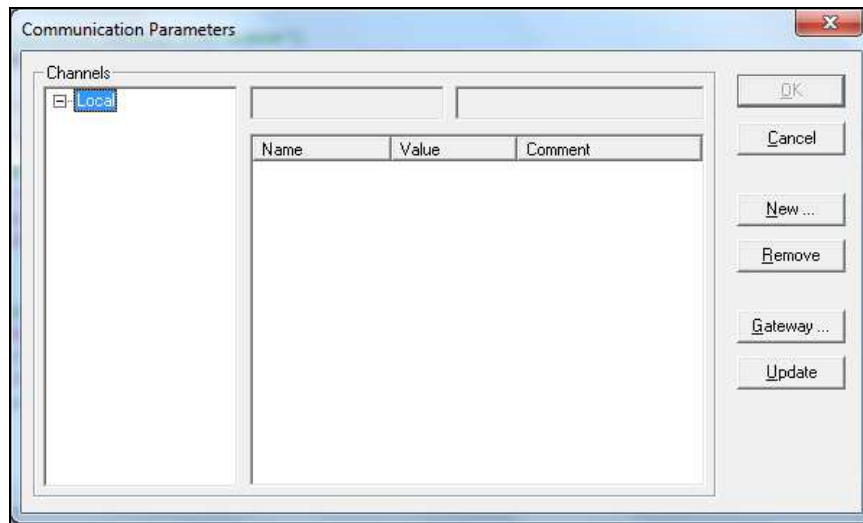 Communication Parameters
Channels
Local
Name Value Comment
OK
Cancel
New ...
Remove
Gateway ...
Update